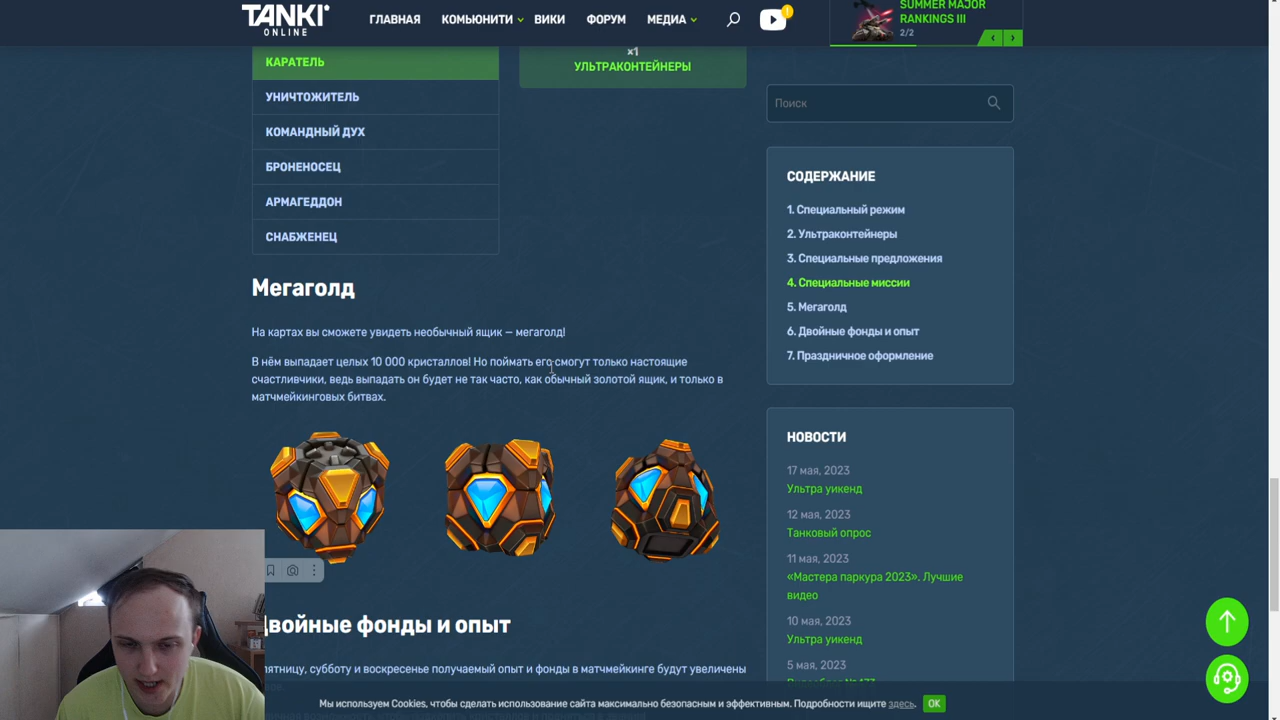 TANKI
ONLINE
ГЛАВНАЯ
КОМЬЮНИТИ
ВИКИ
ФОРУМ
МЕДИА
SUMMER MAJOR
RANKINGS III
2/2
КАРАТЕЛЬ
УНИЧТОЖИТЕЛЬ
КОМАНДНЫЙ ДУХ
БРОНЕНОСЕЦ
АРМАГЕДДОН
СНАБЖЕНЕЦ
×1
УЛЬТРАКОНТЕЙНЕРЫ
Мегаголд
На картах вы сможете увидеть необычный ящик — мегаголд!
В нём выпадает целых 10 000 кристаллов! Но поймать его смогут только настоящие
счастливчики, ведь выпадать он будет не так часто, как обычный золотой ящик, и только в
матчмейкинговых битвах.
Двойные фонды и опыт
пятницу, субботу и воскресенье получаемый опыт и фонды в матчмейкинге будут увеличены
Поиск
СОДЕРЖАНИЕ
1. Специальный режим
2. Ультраконтейнеры
3. Специальные предложения
4. Специальные миссии
5. Мегаголд
6. Двойные фонды и опыт
7. Праздничное оформление
НОВОСТИ
17 мая, 2023
Ультра уикенд
12 мая, 2023
Танковый опрос
11 мая, 2023
«Мастера паркура 2023». Лучшие
видео
10 мая, 2023
Ультра уикенд
5 мая, 2023
Мы используем Cookies, чтобы сделать использование сайта максимально безопасным и эффективным. Подробности ищите здесь.
OK